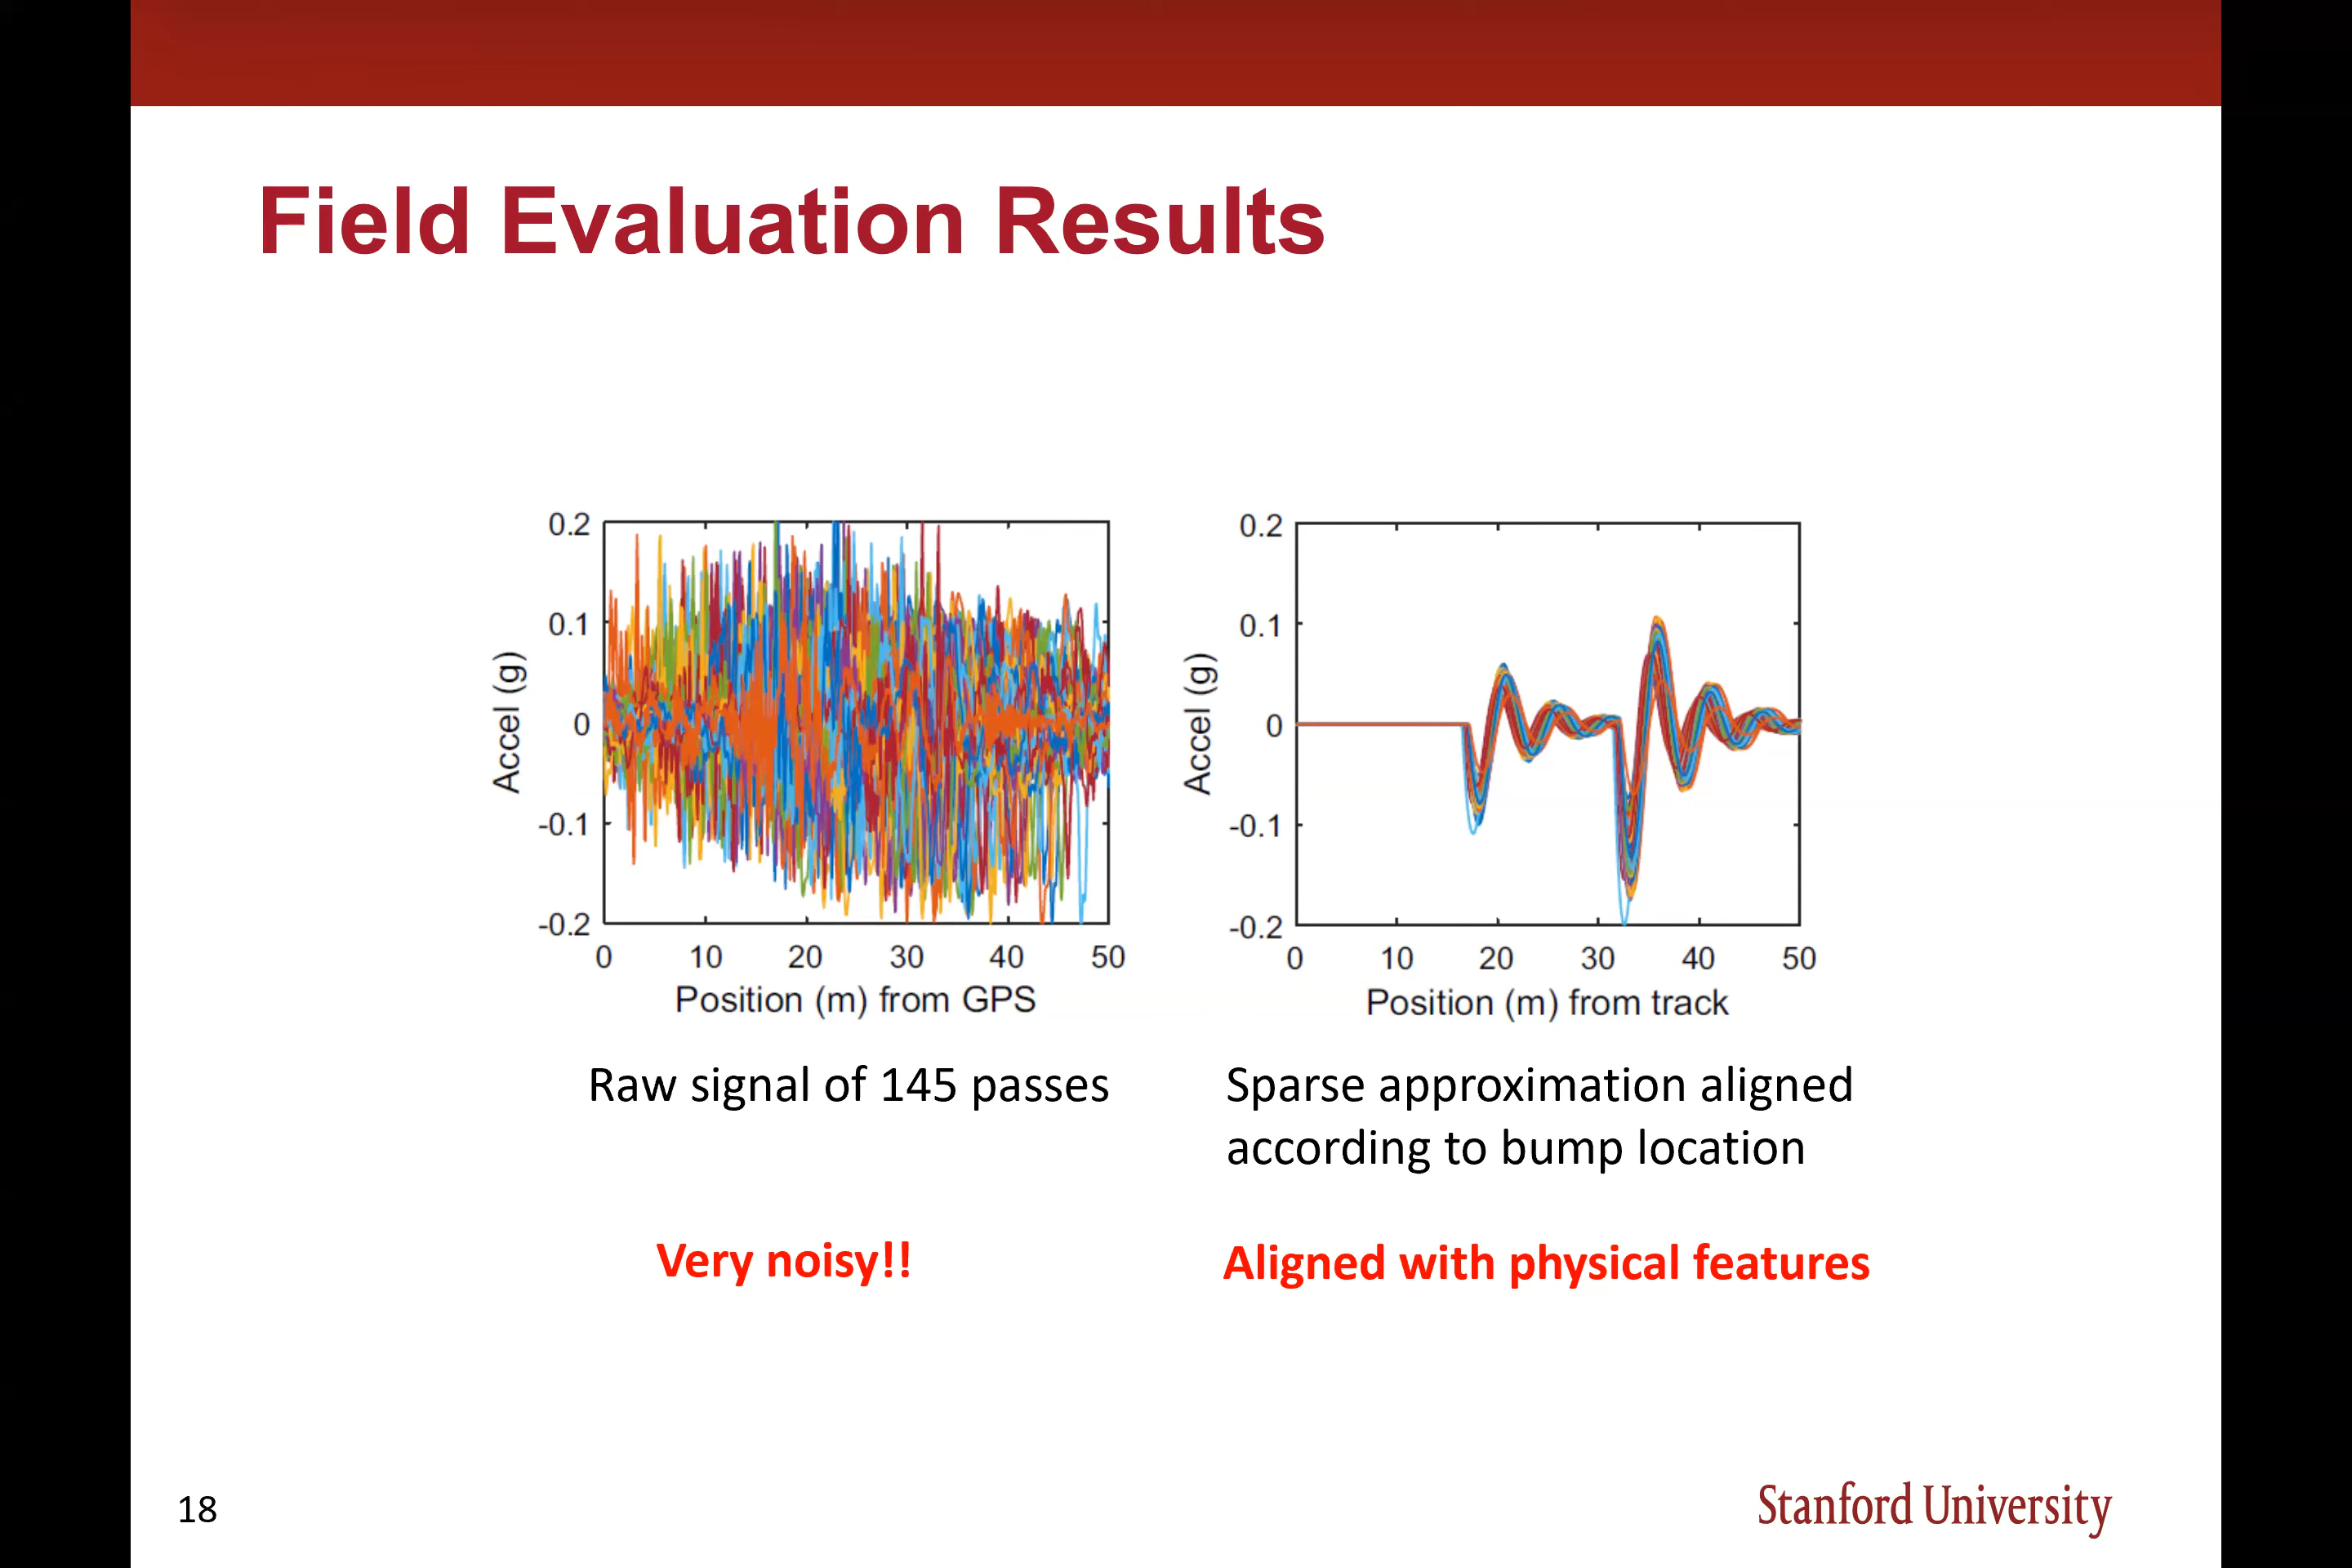 Field Evaluation Results
0.2
0.1
0
-0.1
-0.2
Accel (g)
0 10 20 30 40 50
Position (m) from GPS
0.2
0.1
0
-0.1
-0.2
Accel (g)
0 10 20 30 40 50
Position (m) from track
Raw signal of 145 passes
Sparse approximation aligned
according to bump location
Very noisy!!
Aligned with physical features
18
Stanford University